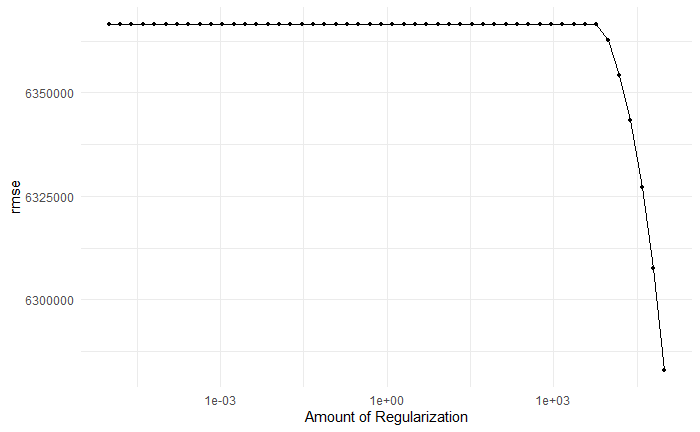 6350000
6325000
6300000
rmse
1e-03
1e+00
1e+03
Amount of Regularization